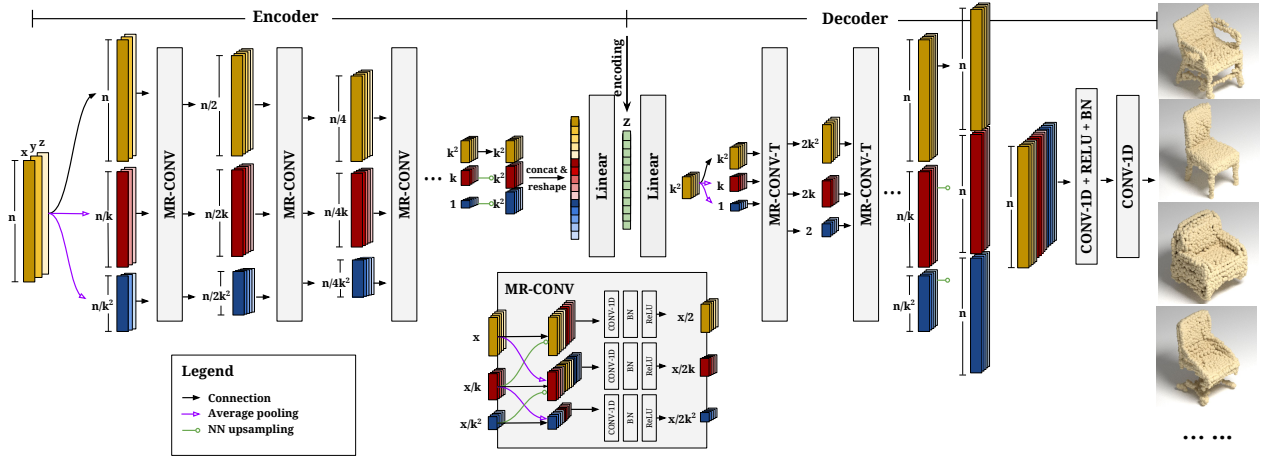 Encoder
Decoder
x y z
n
n
n/k
n/k²
MR-CONV
n/2
n/2k
n/2k²
MR-CONV
n/4
n/4k
n/4k²
MR-CONV
...
k²
k²
k
k²
1
k²
concat &
reshape
Linear
encoding
z
Linear
k²
k²
k
1
MR-CONV-T
2k²
2k
2
MR-CONV-T
...
n
n/k
n/k²
n
n
n
n
CONV-1D + RELU + BN
CONV-1D
... ...
MR-CONV
x
x/k
x/k²
CONV-1D
BN
ReLU
x/2
CONV-1D
BN
ReLU
x/2k
CONV-1D
BN
ReLU
x/2k²
Legend
Connection
Average pooling
NN upsampling